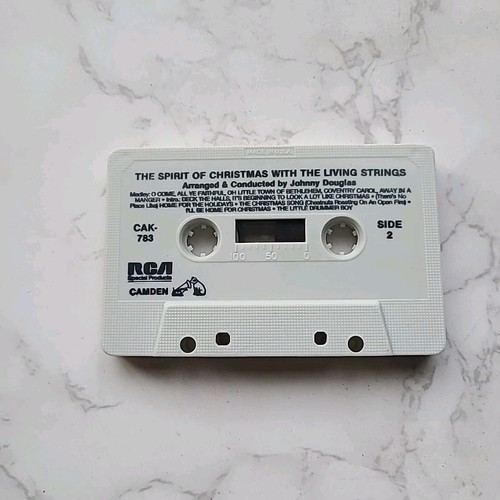 MADE IN U.S.A.
THE SPIRIT OF CHRISTMAS WITH THE LIVING STRINGS
Arranged & Conducted by Johnny Douglas
Medley: O COME, ALL YE FAITHFUL, OH LITTLE TOWN OF BETHLEHEM, COVENTRY CAROL, AWAY IN A
MANGER • Intro.: DECK THE HALLS, IT'S BEGINNING TO LOOK A LOT LIKE CHRISTMAS • (There's No
Place Like) HOME FOR THE HOLIDAYS • THE CHRISTMAS SONG (Chestnuts Roasting On An Open Fire) •
I'LL BE HOME FOR CHRISTMAS • THE LITTLE DRUMMER BOY
CAK-
783
SIDE
2
100 50 0
RCA
Special Products
CAMDEN